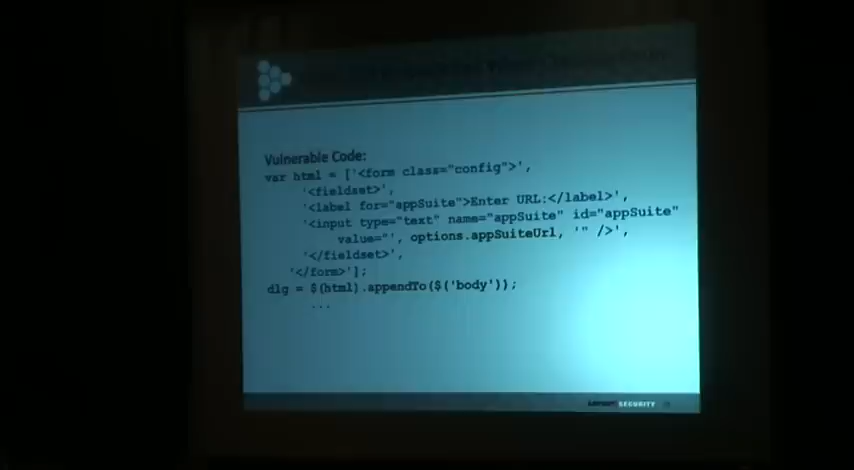 Vulnerable Code:
var html = ['<form class="config">',
'<fieldset>',
'<label for="appSuite">Enter URL:</label>',
'<input type="text" name="appSuite" id="appSuite"
value="', options.appSuiteUrl, '" />',
'</fieldset>',
'</form>'];
dlg = $(html).appendTo($('body'));
...
SECURITY